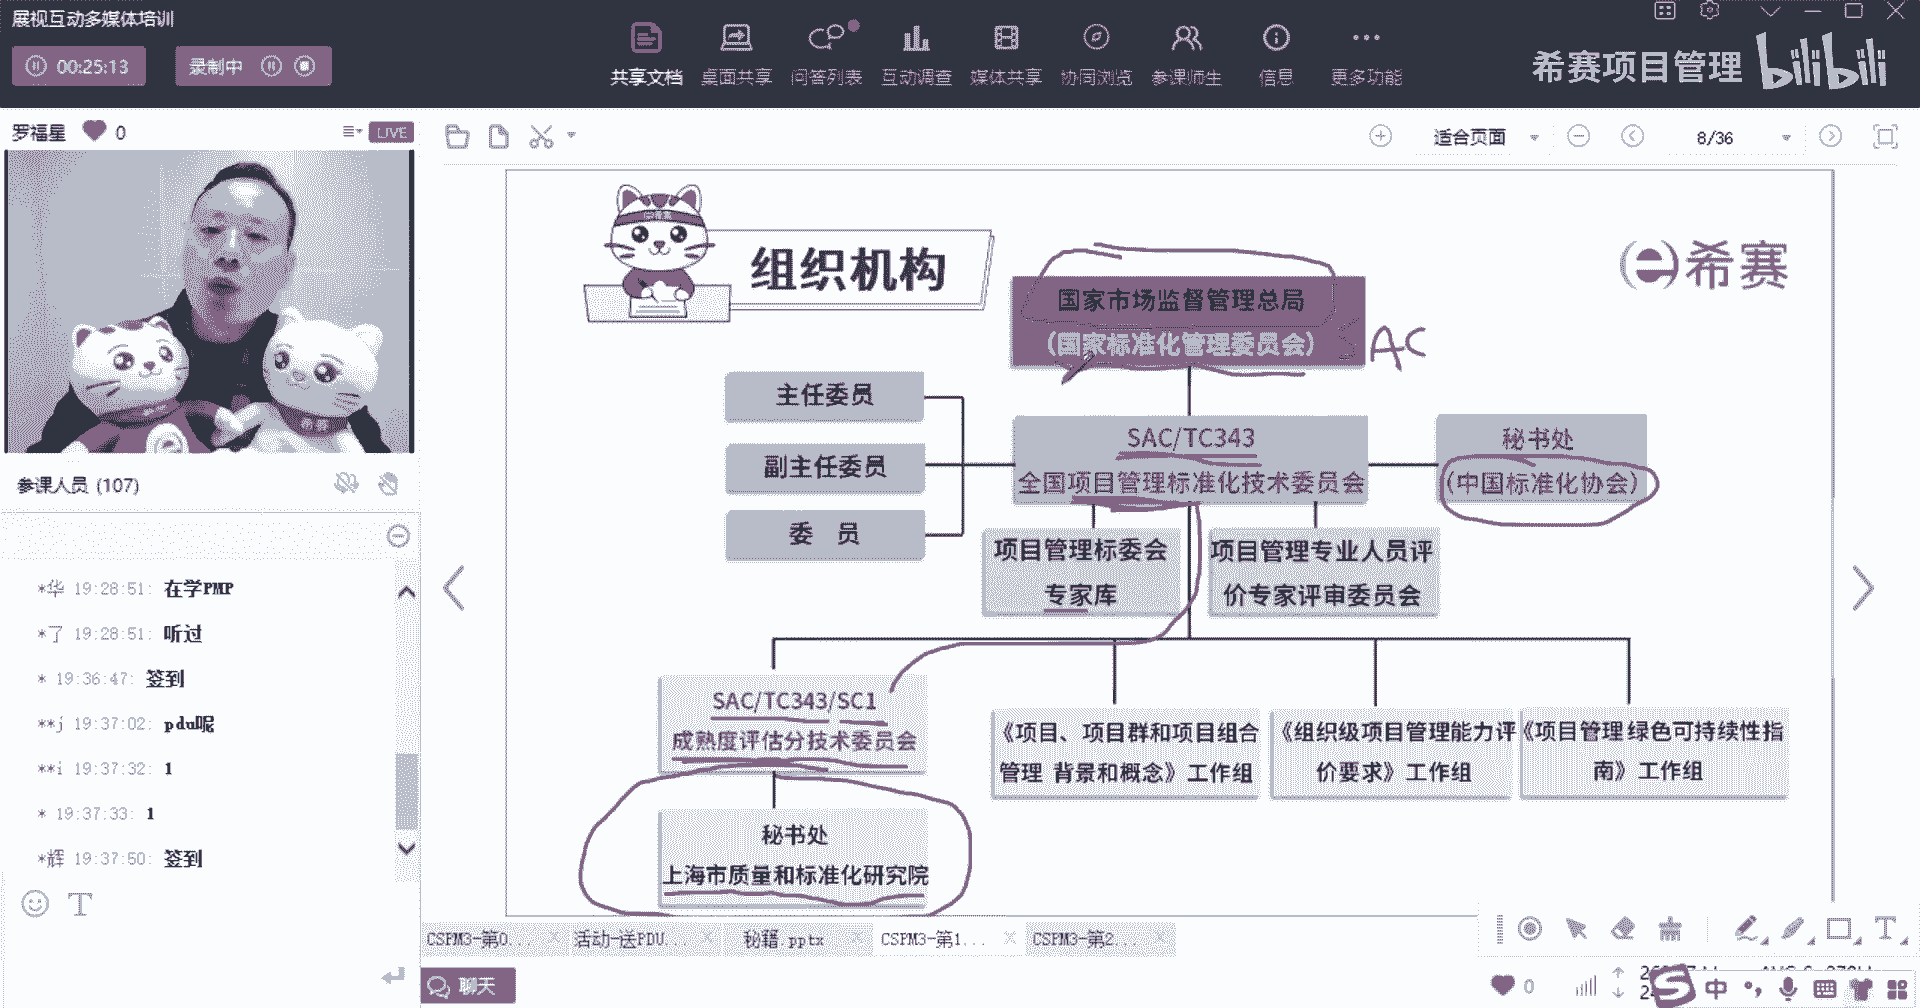 展视互动多媒体培训
00:25:13
录制中
共享文档
桌面共享
问答列表
互动调查
媒体共享
协同浏览
参课师生
信息
更多功能
希赛项目管理
bilibili
罗福星
0
LIVE
适合页面
8/36
组织机构
希赛
国家市场监督管理总局
(国家标准化管理委员会)
SAC
主任委员
副主任委员
委 员
SAC/TC343
全国项目管理标准化技术委员会
秘书处
(中国标准化协会)
项目管理标委会
专家库
项目管理专业人员评
价专家评审委员会
SAC/TC343/SC1
成熟度评估分技术委员会
《项目、项目群和项目组合
管理 背景和概念》工作组
《组织级项目管理能力评
价要求》工作组
《项目管理 绿色可持续性指
南》工作组
秘书处
上海市质量和标准化研究院
参课人员 (107)
*华 19:28:51: 在学PMP
*了 19:28:51: 听过
* 19:36:47: 签到
**j 19:37:02: pdu呢
**i 19:37:32: 1
* 19:37:33: 1
*辉 19:37:50: 签到
CSPM3-第0...
活动-送PDU...
秘籍.pptx
CSPM3-第1...
CSPM3-第2...
聊天
0
中